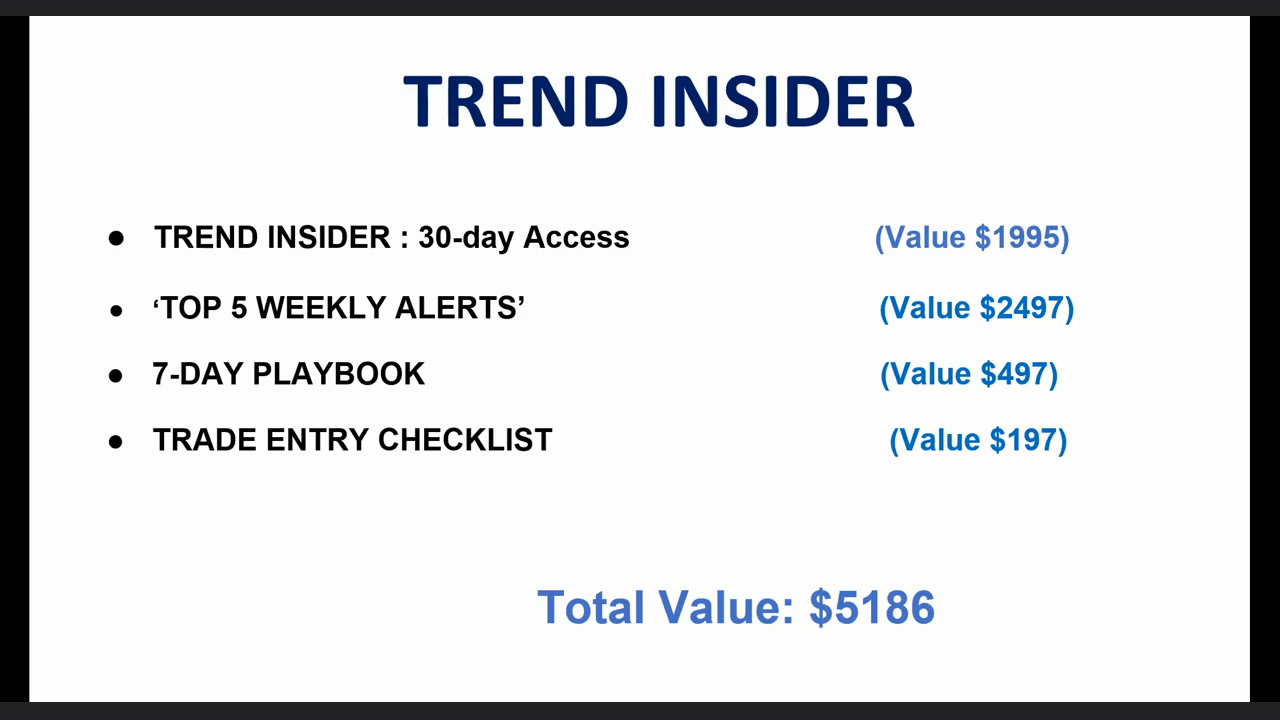 TREND INSIDER
● TREND INSIDER : 30-day Access (Value $1995)
● ‘TOP 5 WEEKLY ALERTS’ (Value $2497)
● 7-DAY PLAYBOOK (Value $497)
● TRADE ENTRY CHECKLIST (Value $197)
Total Value: $5186